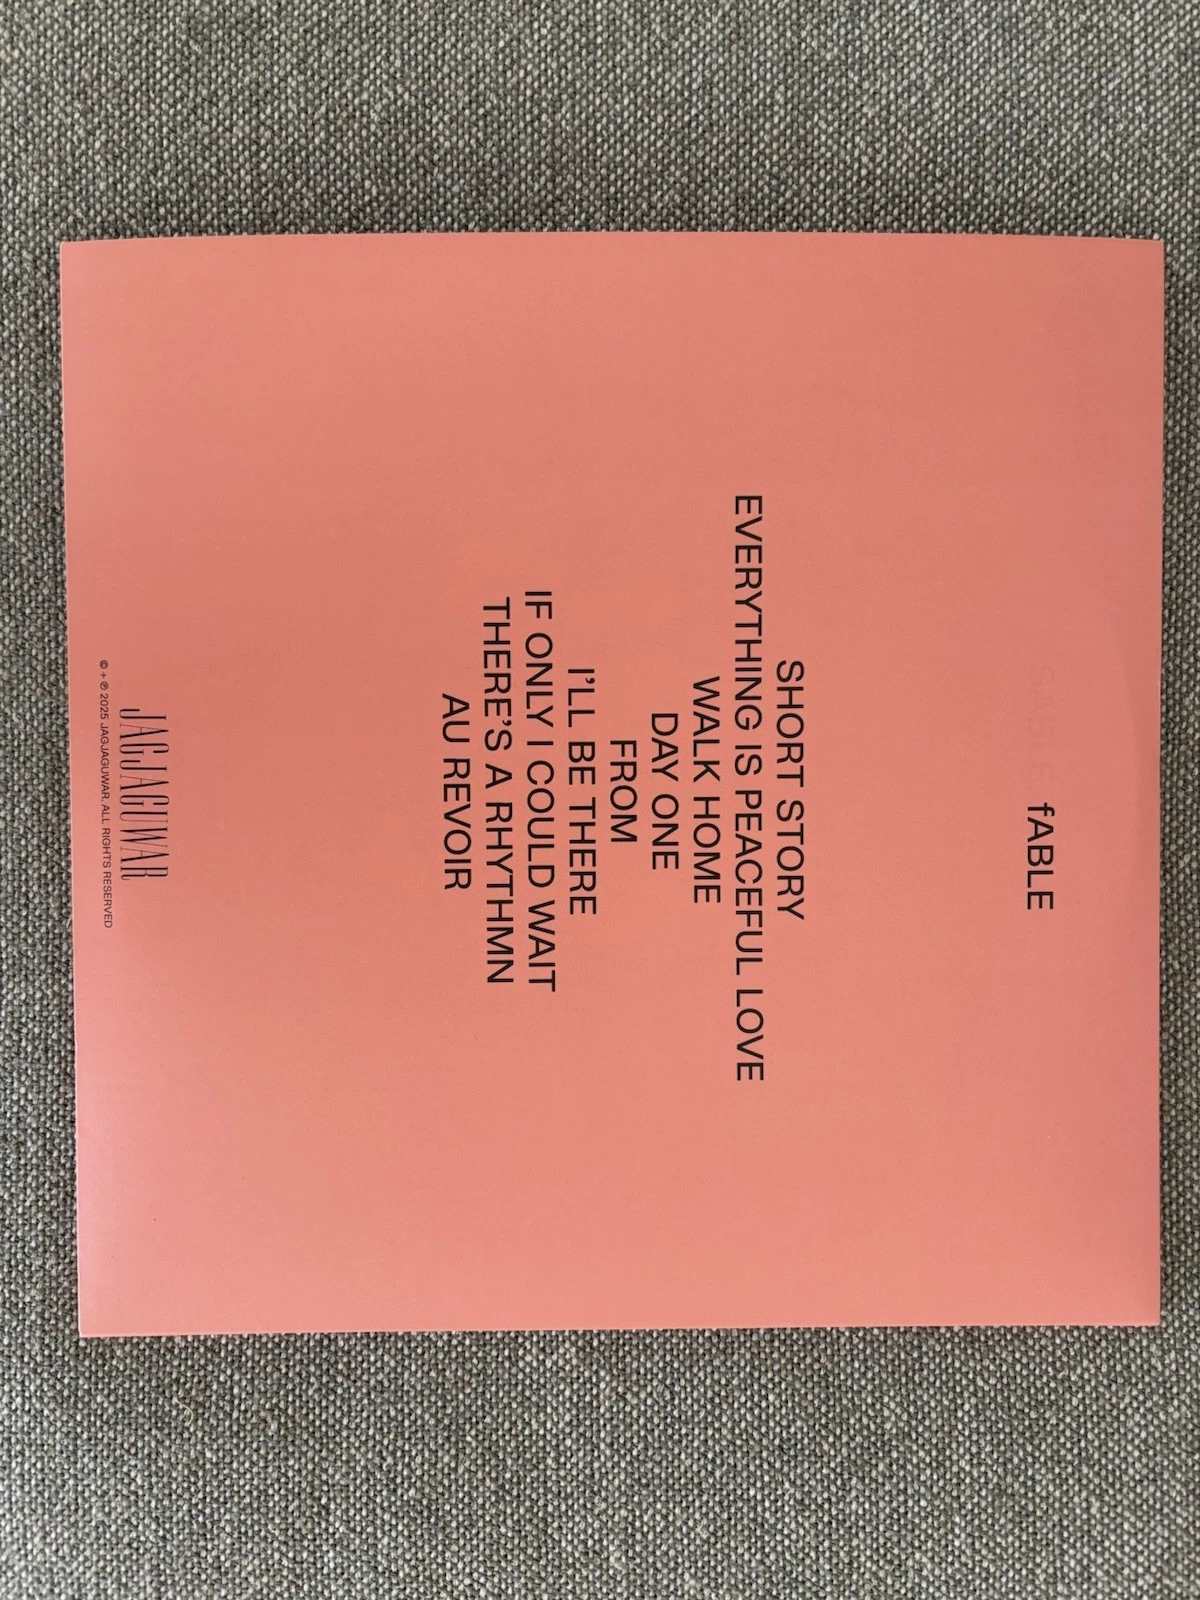 SABLE, fABLE
SHORT STORY
EVERYTHING IS PEACEFUL LOVE
WALK HOME
DAY ONE
FROM
I'LL BE THERE
IF ONLY I COULD WAIT
THERE'S A RHYTHMN
AU REVOIR
JAGJAGUWAR
© + ℗ 2025 JAGJAGUWAR. ALL RIGHTS RESERVED